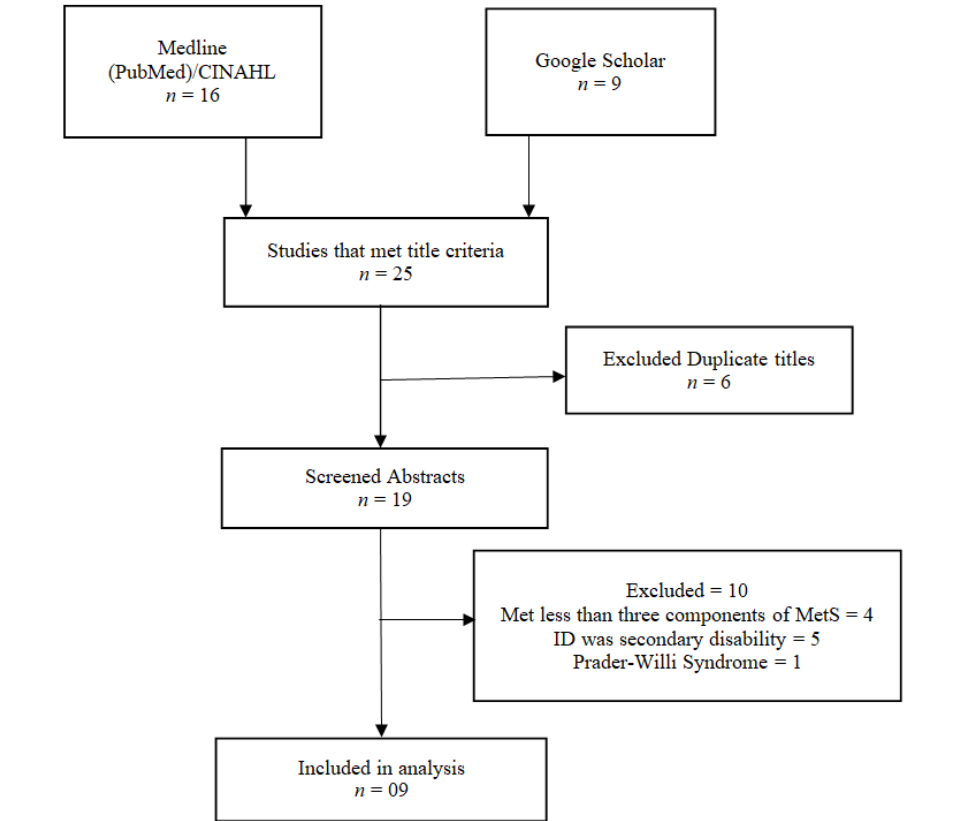 Medline
(PubMed)/CINAHL
n = 16
Google Scholar
n = 9
Studies that met title criteria
n = 25
Excluded Duplicate titles
n = 6
Screened Abstracts
n = 19
Excluded = 10
Met less than three components of MetS = 4
ID was secondary disability = 5
Prader-Willi Syndrome = 1
Included in analysis
n = 09